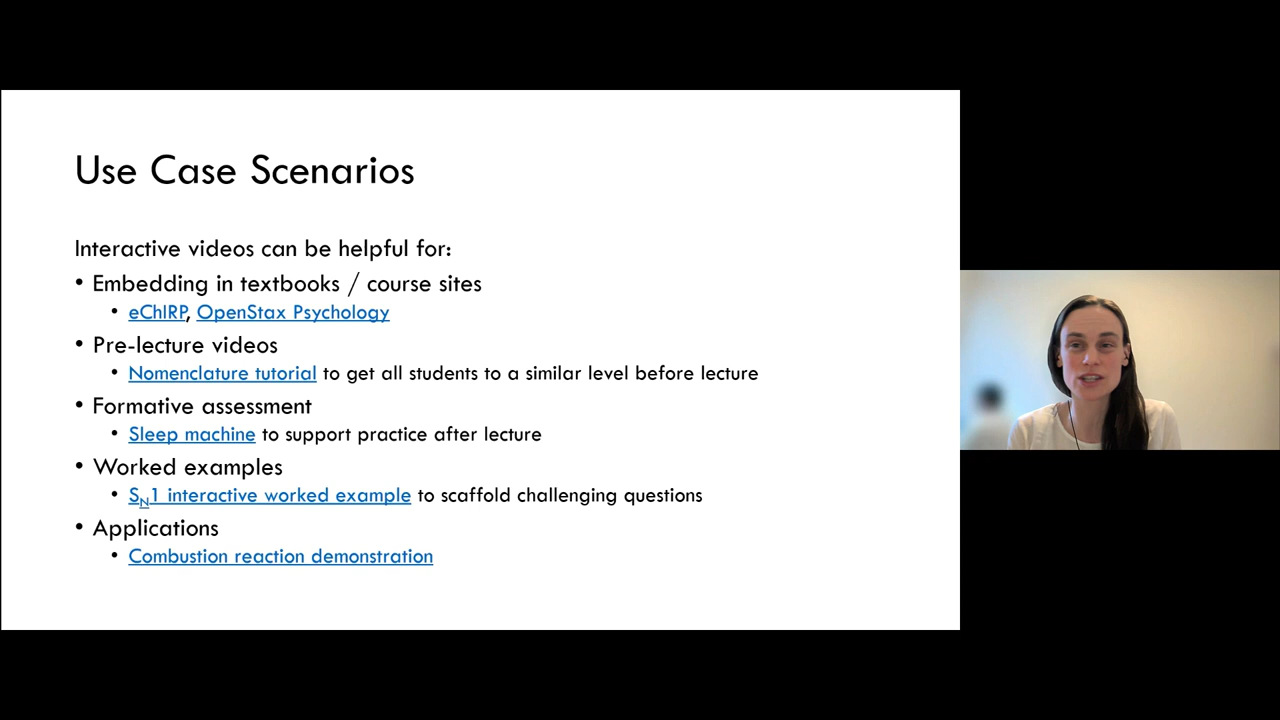 Use Case Scenarios
Interactive videos can be helpful for:
• Embedding in textbooks / course sites
• eChIRP, OpenStax Psychology
• Pre-lecture videos
• Nomenclature tutorial to get all students to a similar level before lecture
• Formative assessment
• Sleep machine to support practice after lecture
• Worked examples
• SN1 interactive worked example to scaffold challenging questions
• Applications
• Combustion reaction demonstration